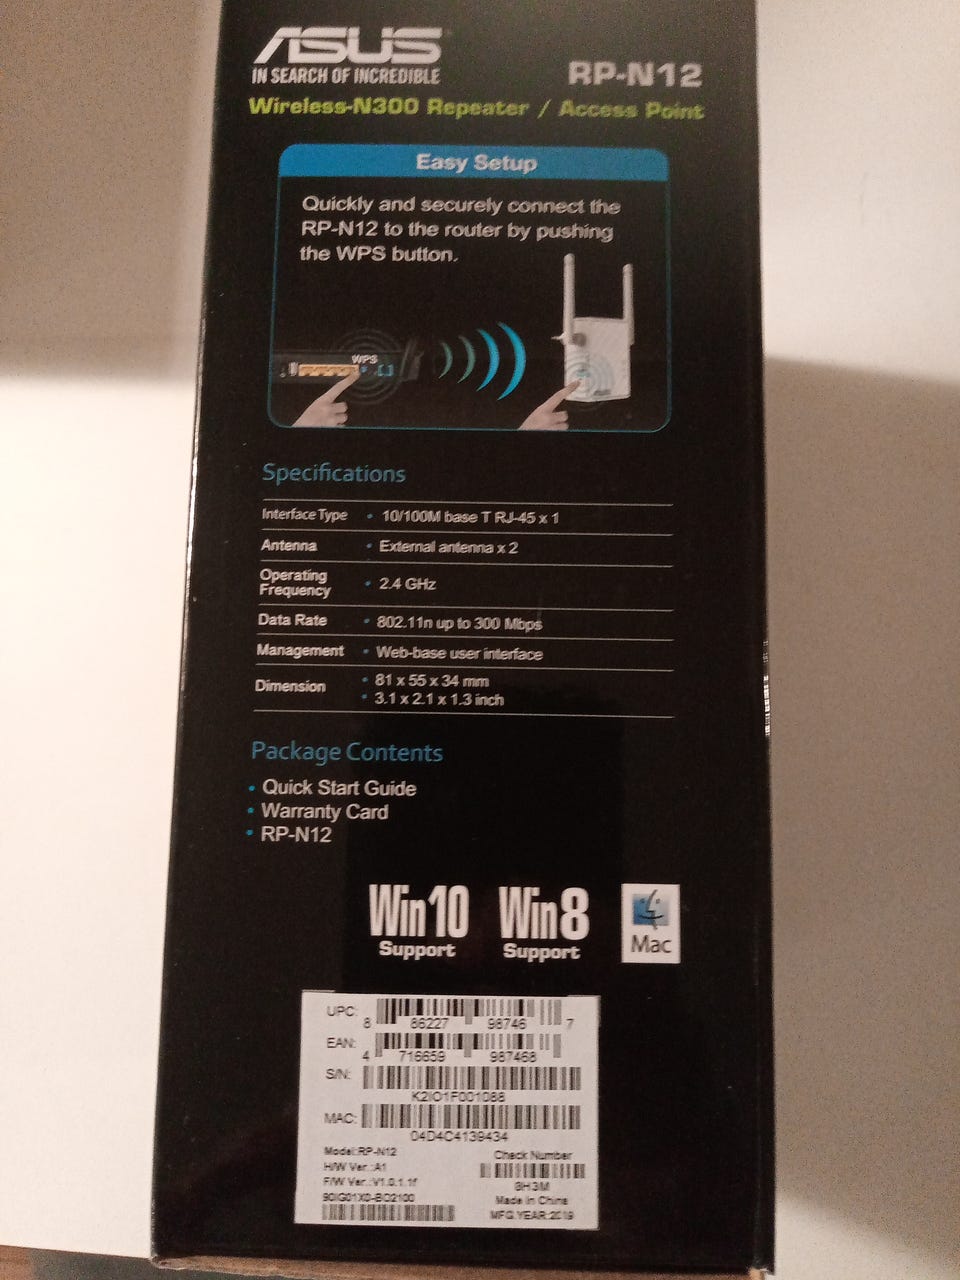 ASUS
IN SEARCH OF INCREDIBLE
RP-N12
Wireless-N300 Repeater / Access Point
Easy Setup
Quickly and securely connect the
RP-N12 to the router by pushing
the WPS button.
WPS
Specifications
Interface Type • 10/100M base T RJ-45 x 1
Antenna • External antenna x 2
Operating
Frequency • 2.4 GHz
Data Rate • 802.11n up to 300 Mbps
Management • Web-base user interface
Dimension • 81 x 55 x 34 mm
• 3.1 x 2.1 x 1.3 inch
Package Contents
• Quick Start Guide
• Warranty Card
• RP-N12
Win10
Support
Win8
Support
Mac
UPC: 8 86227 98746 7
EAN: 4 716659 987468
S/N:
K2IO1F001088
MAC:
04D4C4139434
Model:RP-N12
H/W Ver.:A1
F/W Ver.:V1.0.1.1f
90IG01X0-BO2100
Check Number
8H3M
Made in China
MFG.YEAR:2019